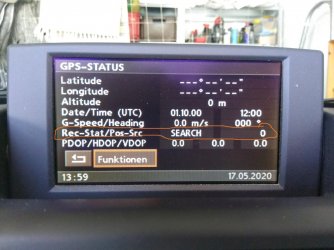 GPS-STATUS
Latitude ---°--'--"
Longitude ---°--'--"
Altitude 0 m
Date/Time (UTC) 01.10.00 12:00
G-Speed/Heading 0.0 m/s 000 °
Rec-Stat/Pos-Src SEARCH 0
PDOP/HDOP/VDOP 0.0 0.0 0.0
Funktionen
13:59 17.05.2020